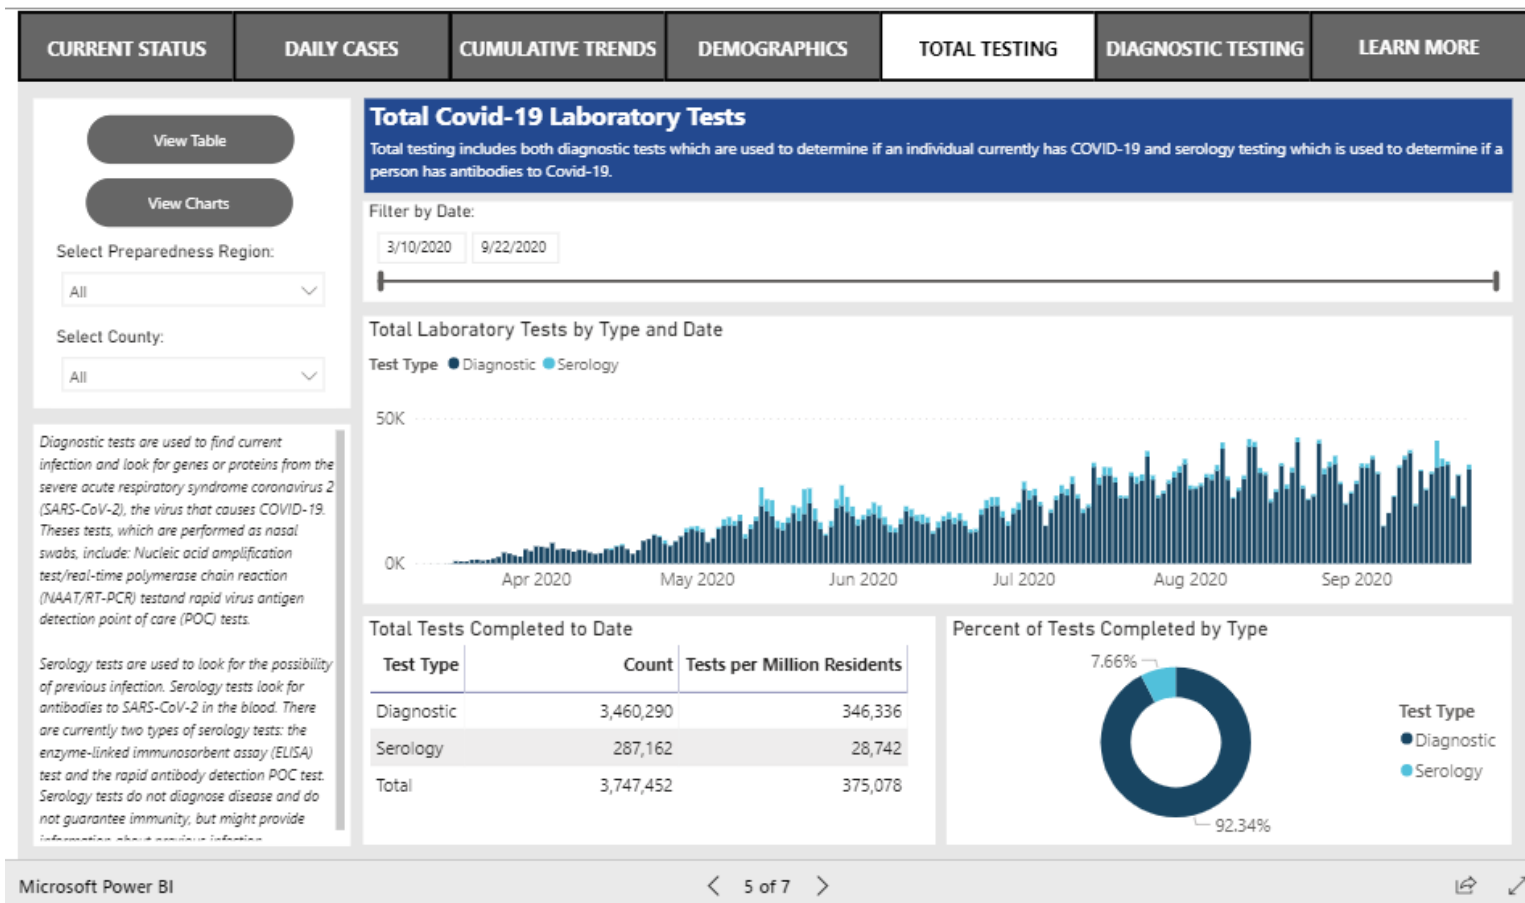 CURRENT STATUS
DAILY CASES
CUMULATIVE TRENDS
DEMOGRAPHICS
TOTAL TESTING
DIAGNOSTIC TESTING
LEARN MORE
View Table
View Charts
Select Preparedness Region:
All
Select County:
All
Diagnostic tests are used to find current
infection and look for genes or proteins from the
severe acute respiratory syndrome coronavirus 2
(SARS-CoV-2), the virus that causes COVID-19.
Theses tests, which are performed as nasal
swabs, include: Nucleic acid amplification
test/real-time polymerase chain reaction
(NAAT/RT-PCR) testand rapid virus antigen
detection point of care (POC) tests.
Serology tests are used to look for the possibility
of previous infection. Serology tests look for
antibodies to SARS-CoV-2 in the blood. There
are currently two types of serology tests: the
enzyme-linked immunosorbent assay (ELISA)
test and the rapid antibody detection POC test.
Serology tests do not diagnose disease and do
not guarantee immunity, but might provide
information about previous infection
Total Covid-19 Laboratory Tests
Total testing includes both diagnostic tests which are used to determine if an individual currently has COVID-19 and serology testing which is used to determine if a
person has antibodies to Covid-19.
Filter by Date:
3/10/2020 9/22/2020
Total Laboratory Tests by Type and Date
Test Type Diagnostic Serology
50K
0K
Apr 2020 May 2020 Jun 2020 Jul 2020 Aug 2020 Sep 2020
Total Tests Completed to Date
Test Type Count Tests per Million Residents
Diagnostic 3,460,290 346,336
Serology 287,162 28,742
Total 3,747,452 375,078
Percent of Tests Completed by Type
7.66%
92.34%
Test Type
Diagnostic
Serology
Microsoft Power BI
5 of 7